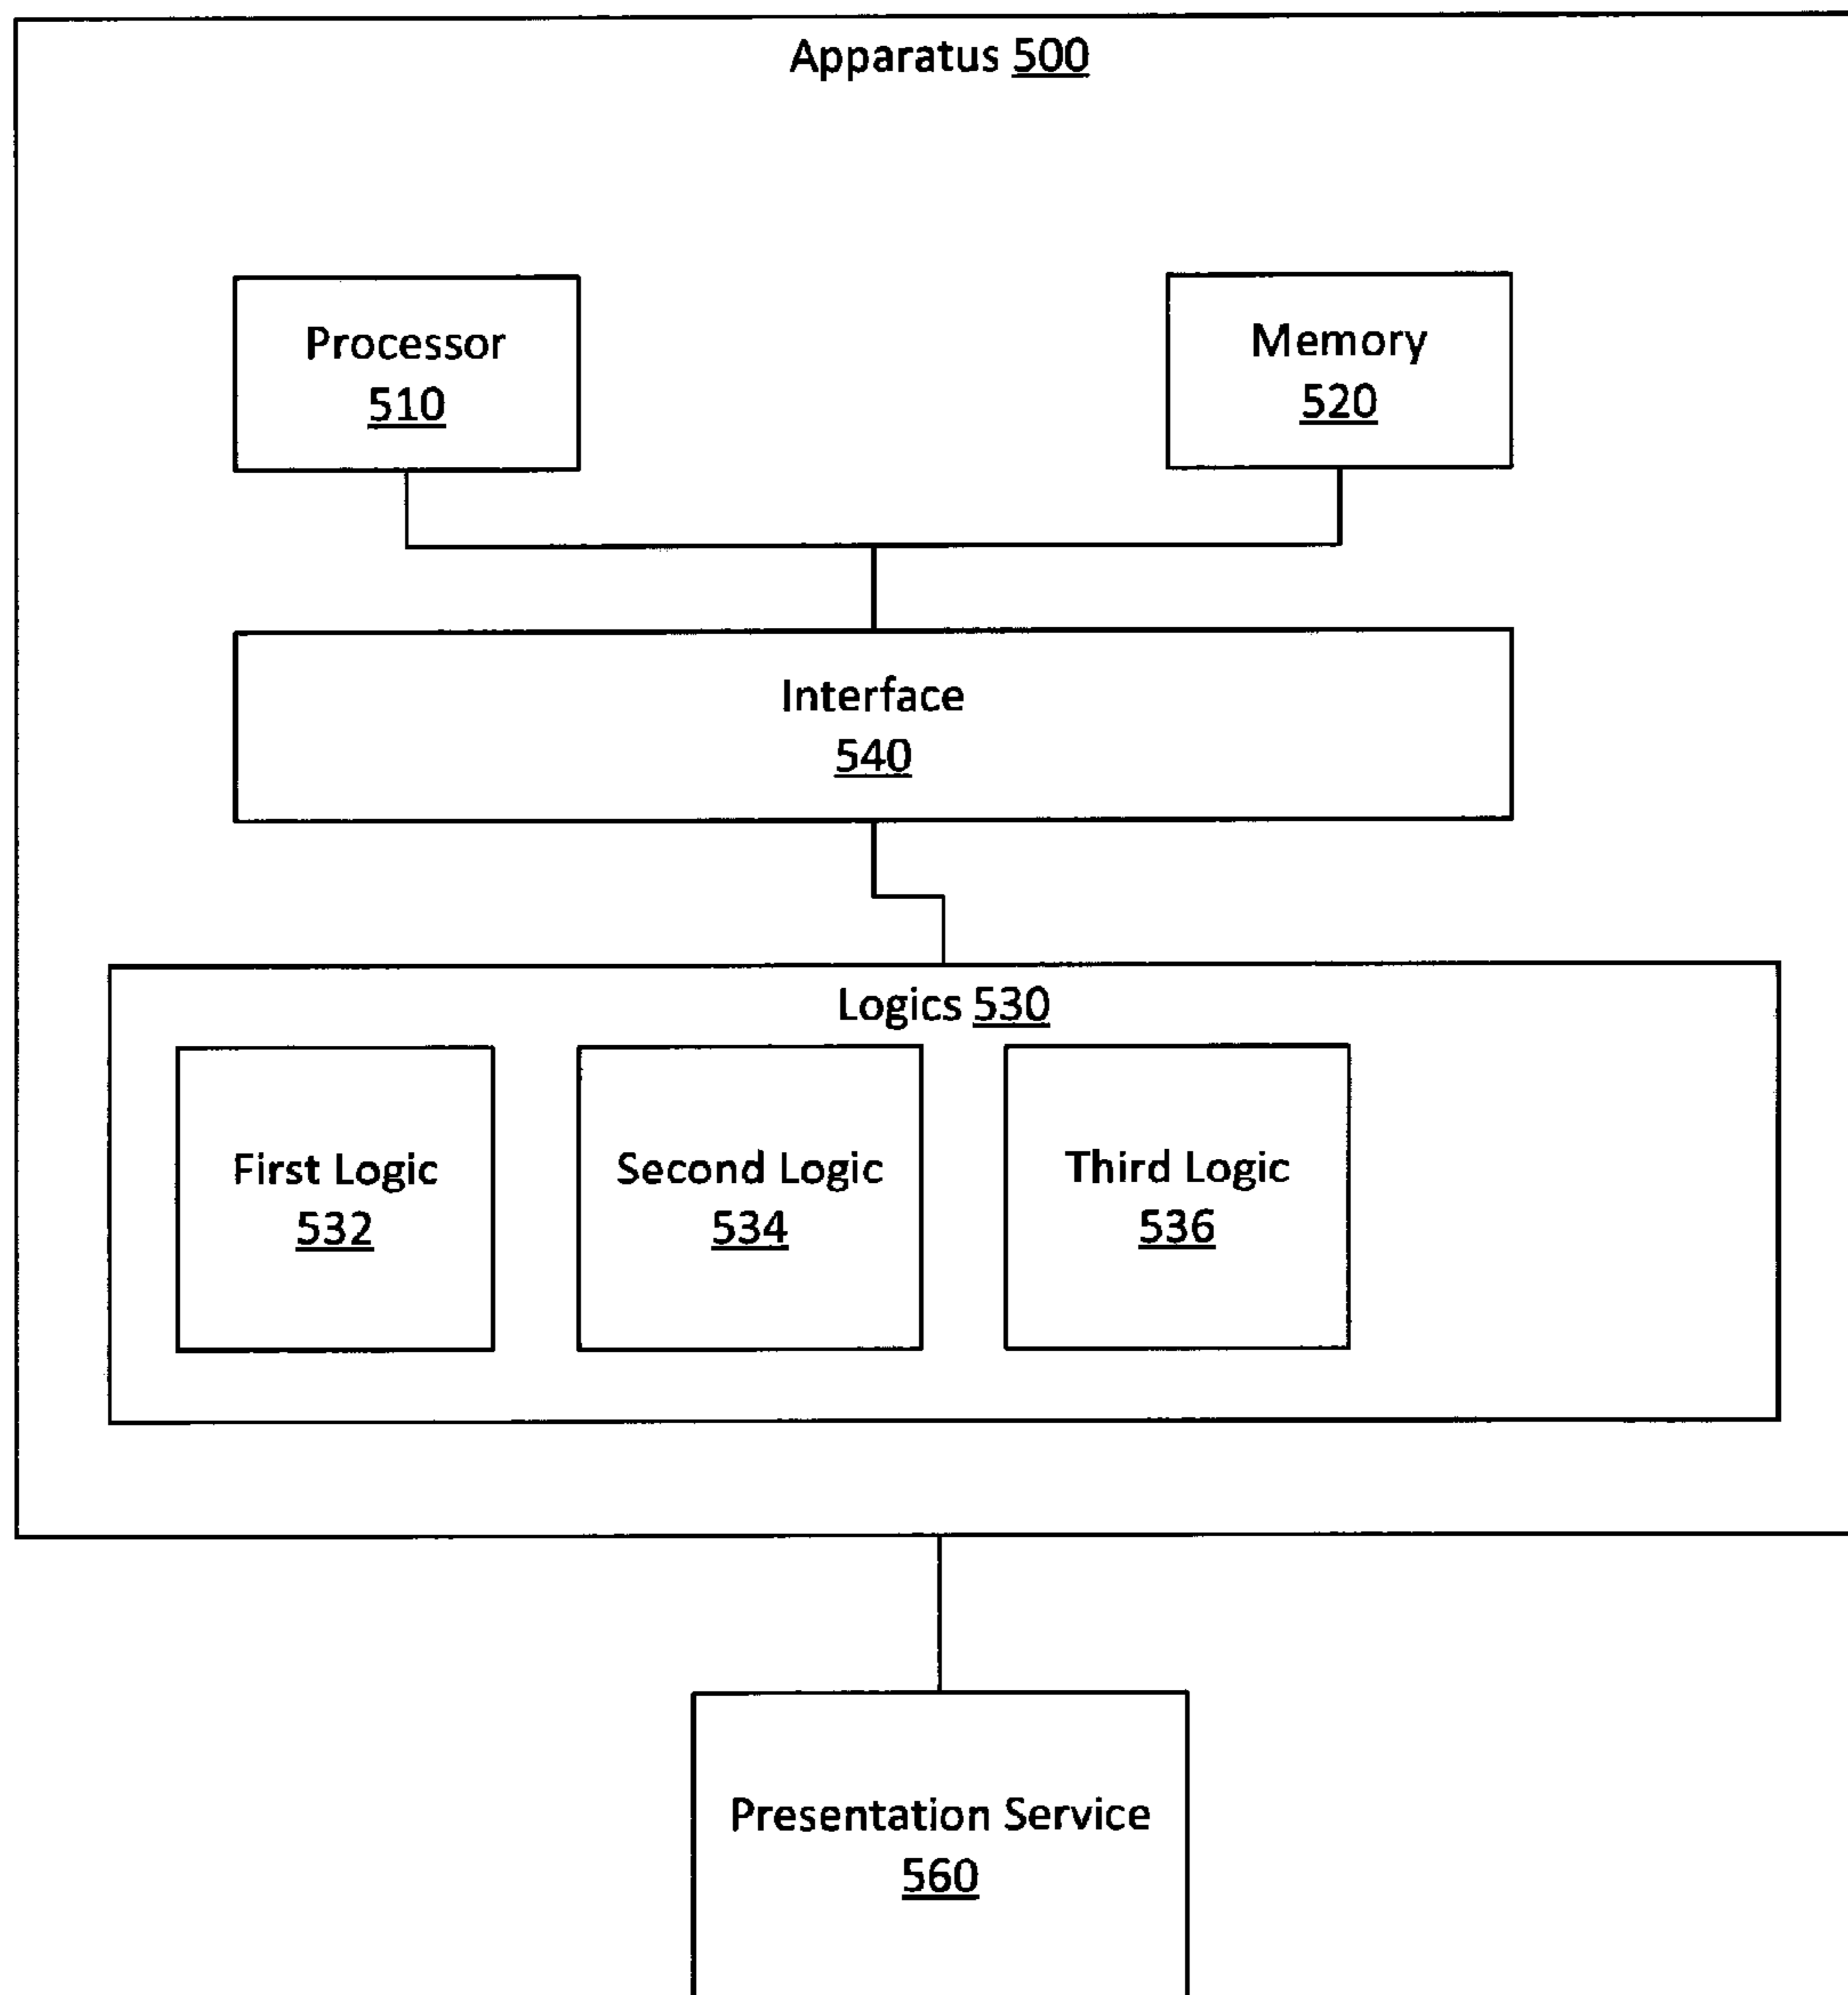 Apparatus 500
Processor
510
Memory
520
Interface
540
Logics 530
First Logic
532
Second Logic
534
Third Logic
536
Presentation Service
560